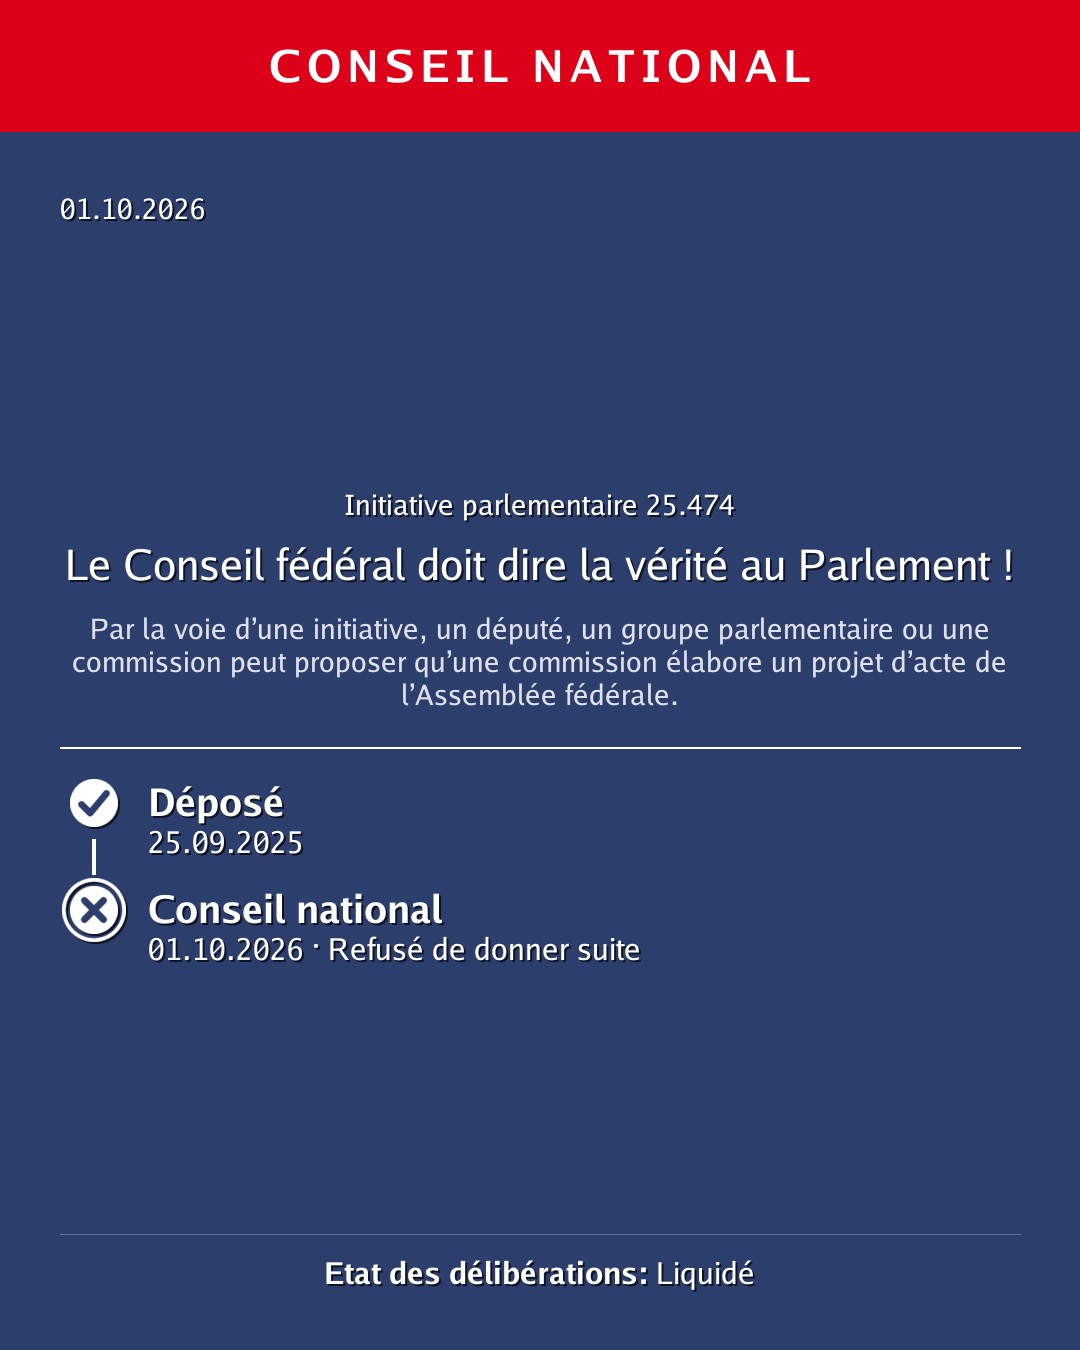 CONSEIL NATIONAL
01.10.2026
Initiative parlementaire 25.474
Le Conseil fédéral doit dire la vérité au Parlement !
Par la voie d’une initiative, un député, un groupe parlementaire ou une
commission peut proposer qu’une commission élabore un projet d’acte de
l’Assemblée fédérale.
Déposé
25.09.2025
Conseil national
01.10.2026 · Refusé de donner suite
Etat des délibérations: Liquidé